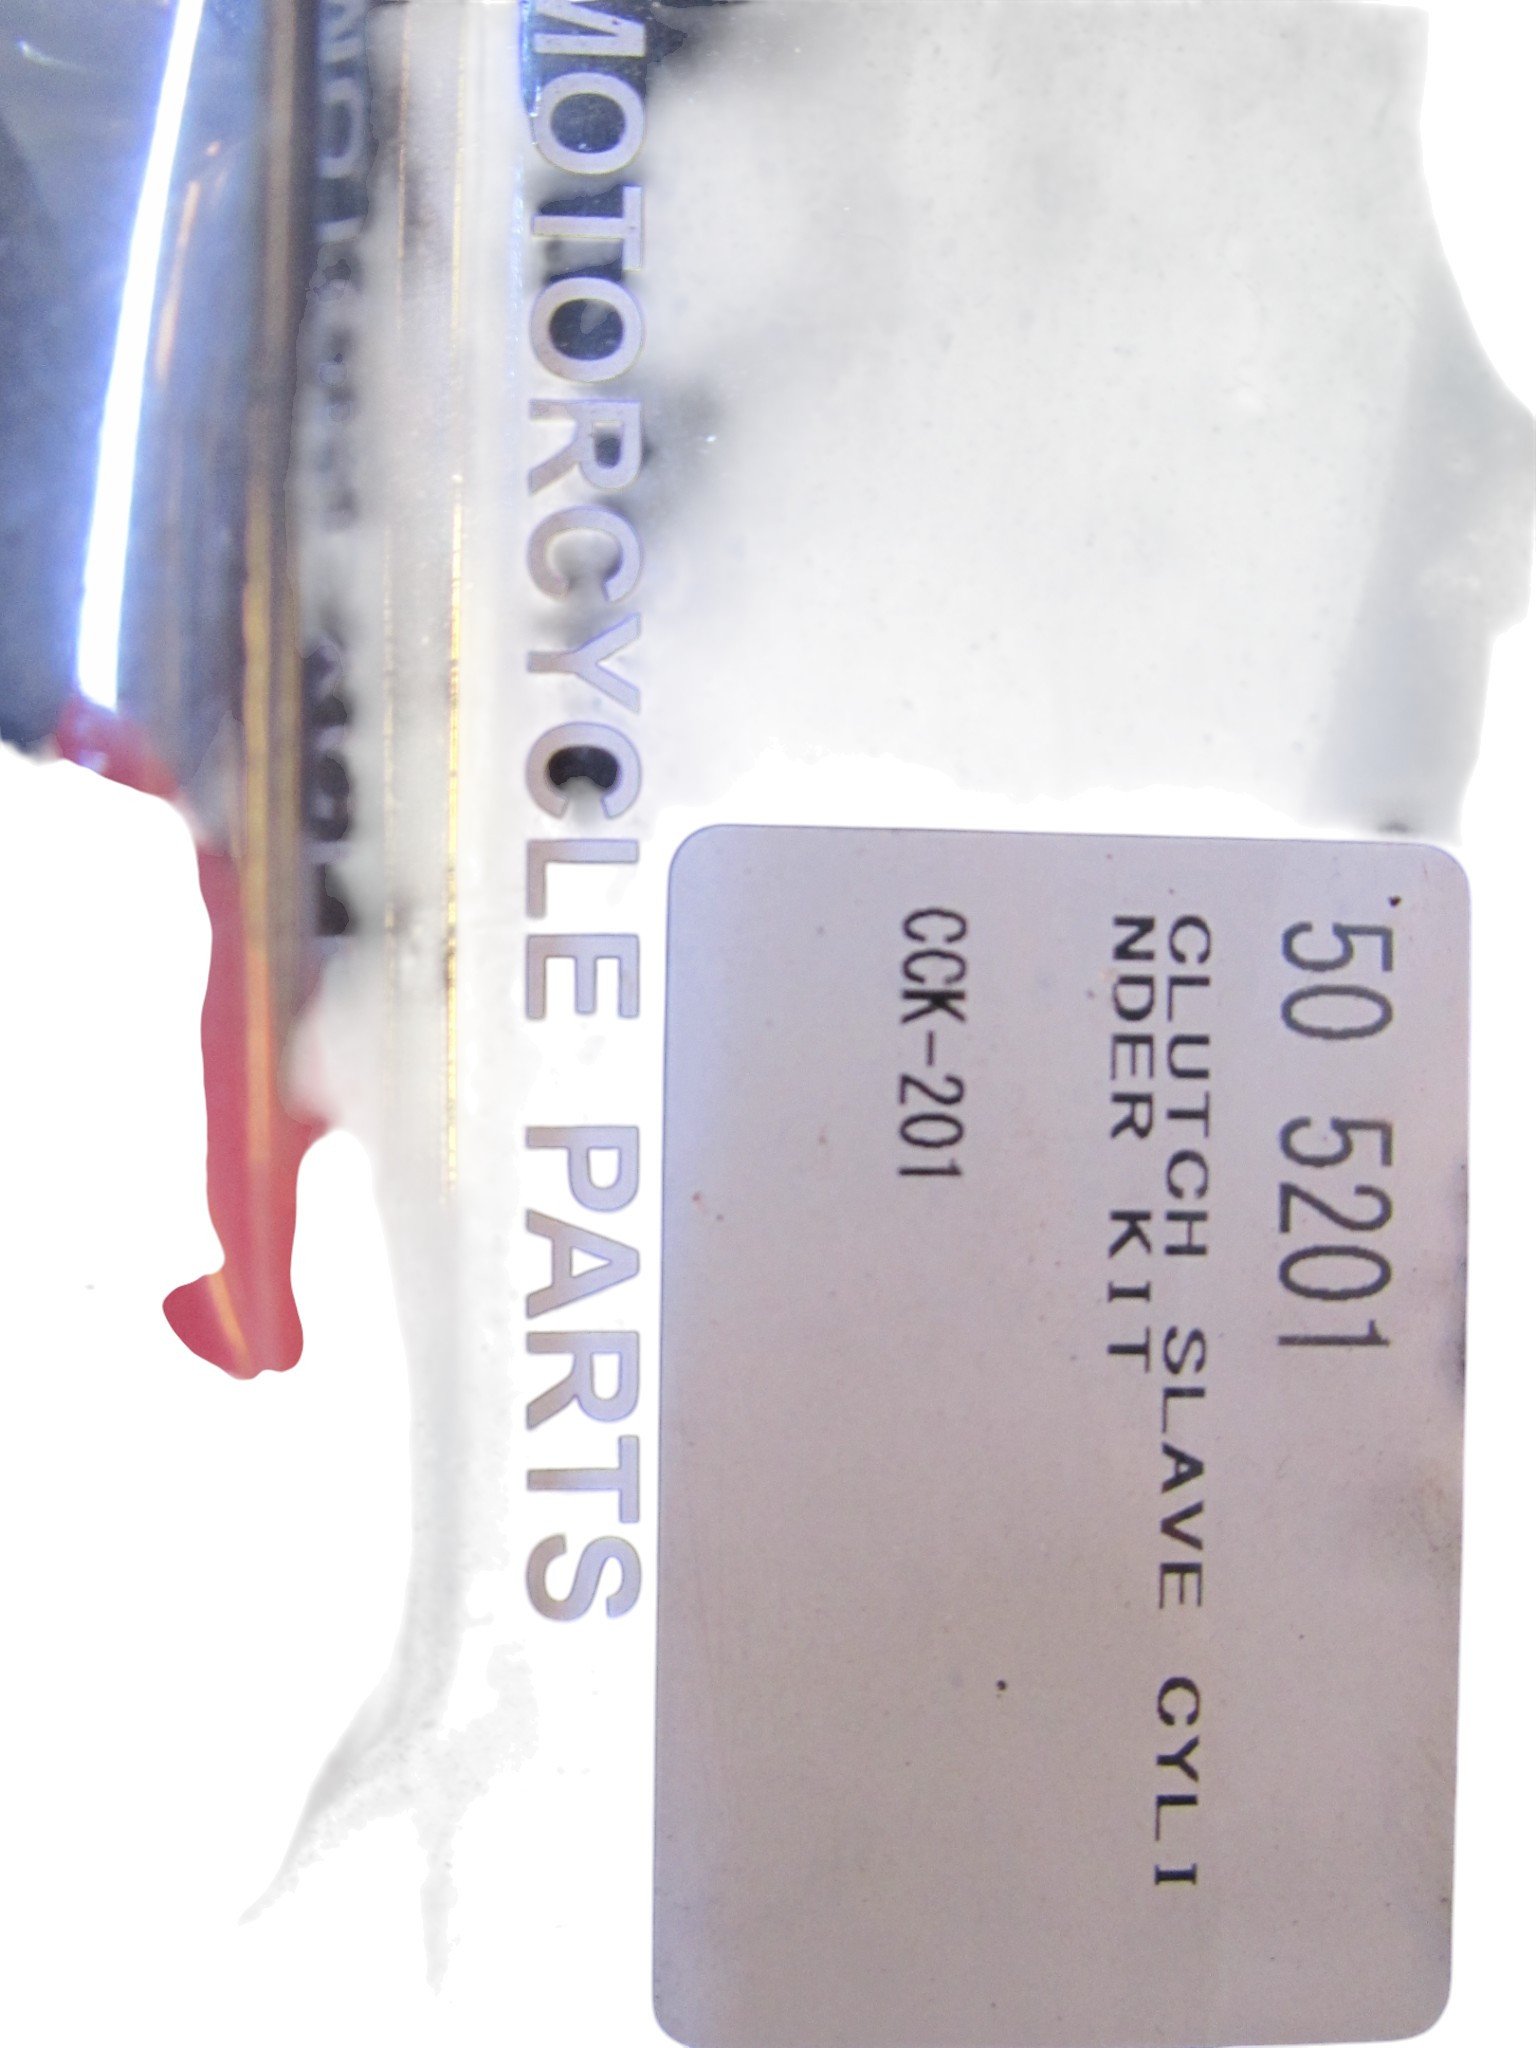 50 5201
CLUTCH SLAVE CYLI
NDER KIT
CCK-201
MOTORCYCLE PARTS